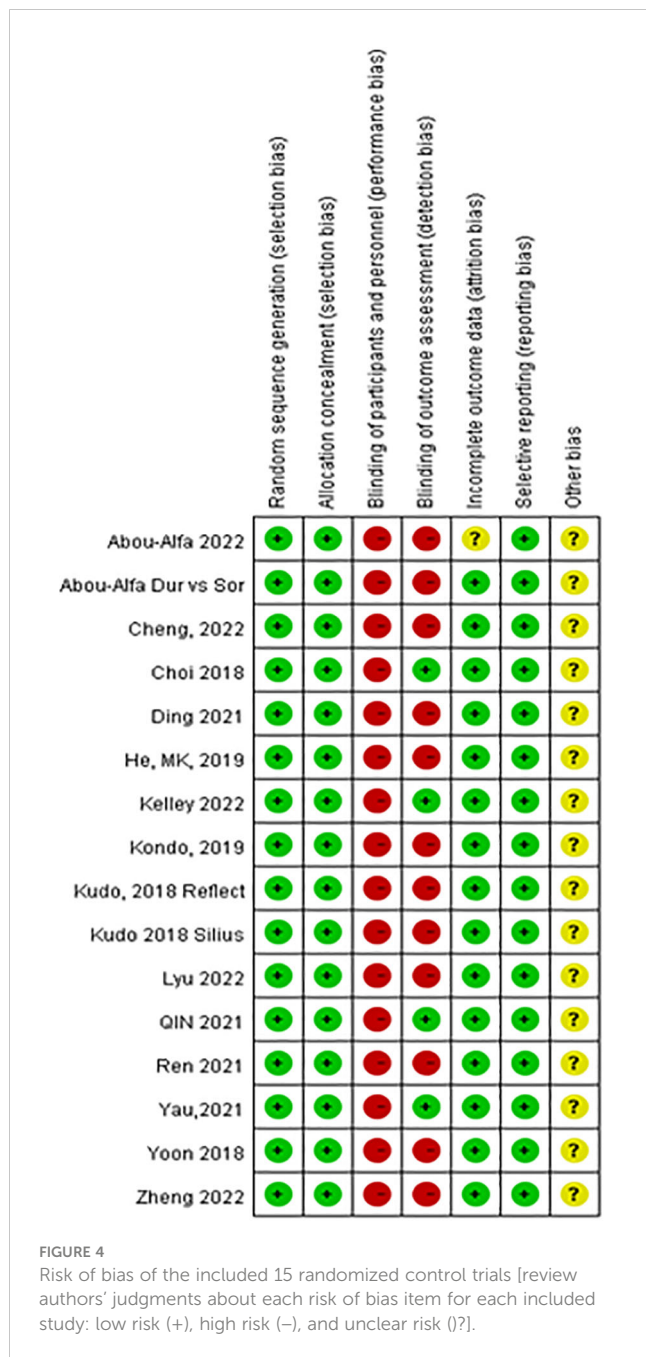 Random sequence generation (selection bias)
Allocation concealment (selection bias)
Blinding of participants and personnel (performance bias)
Blinding of outcome assessment (detection bias)
Incomplete outcome data (attrition bias)
Selective reporting (reporting bias)
Other bias
Abou-Alfa 2022 + + - - ? + ?
Abou-Alfa Dur vs Sor + + - - + + ?
Cheng, 2022 + + - - + + ?
Choi 2018 + + - + + + ?
Ding 2021 + + - - + + ?
He, MK, 2019 + + - - + + ?
Kelley 2022 + + - + + + ?
Kondo, 2019 + + - - + + ?
Kudo, 2018 Reflect + + - - + + ?
Kudo 2018 Silius + + - - + + ?
Lyu 2022 + + - - + + ?
QIN 2021 + + - + + + ?
Ren 2021 + + - - + + ?
Yau,2021 + + - + + + ?
Yoon 2018 + + - - + + ?
Zheng 2022 + + - - + + ?
FIGURE 4
Risk of bias of the included 15 randomized control trials [review
authors' judgments about each risk of bias item for each included
study: low risk (+), high risk (–), and unclear risk ()?].